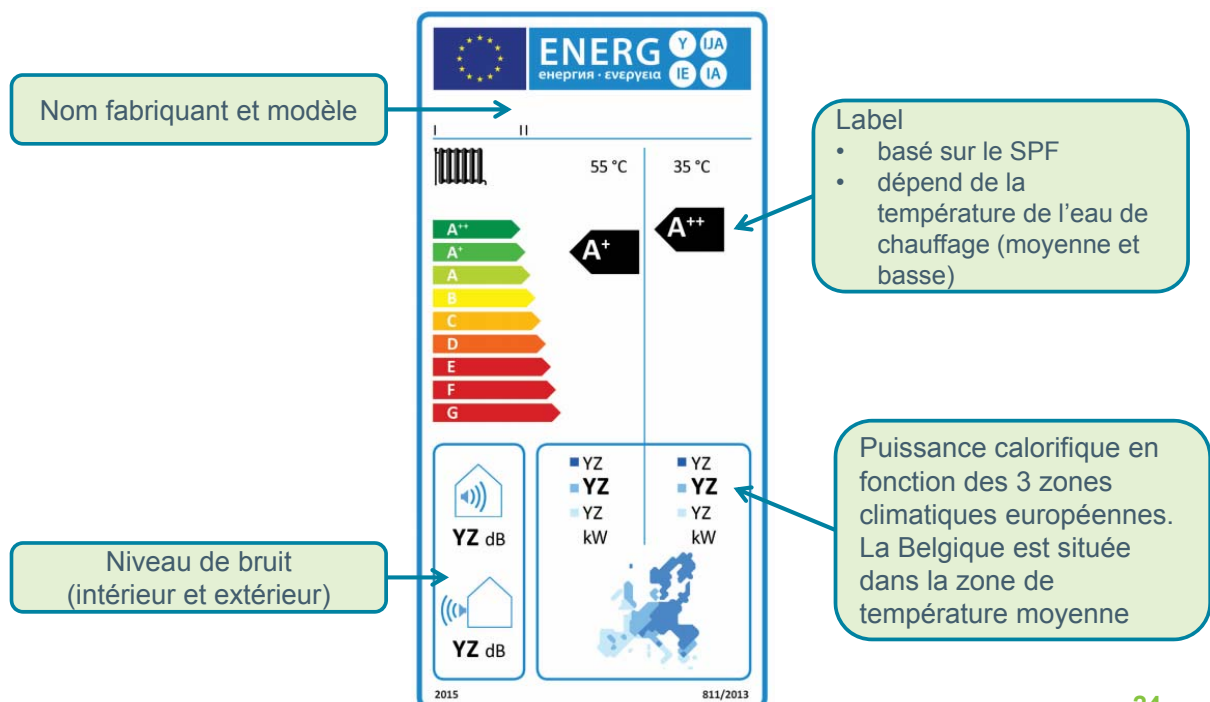 ENERG Y IJA
енергия · ενεργεια IE IA
Nom fabriquant et modèle
I II
55 °C 35 °C
Label
• basé sur le SPF
• dépend de la
température de l’eau de
chauffage (moyenne et
basse)
A++
A+
A
B
C
D
E
F
G
A+
A++
Niveau de bruit
(intérieur et extérieur)
YZ dB
YZ dB
YZ YZ
YZ YZ
YZ YZ
kW kW
Puissance calorifique en
fonction des 3 zones
climatiques européennes.
La Belgique est située
dans la zone de
température moyenne
2015 811/2013